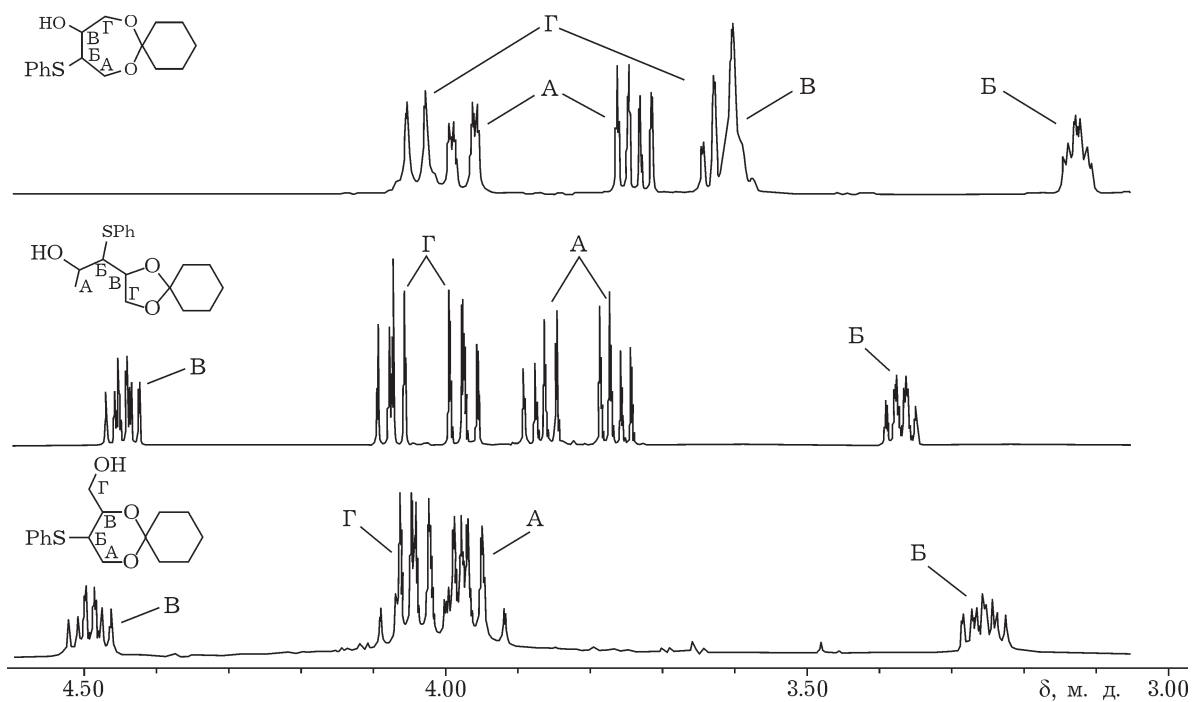 HO Г O
В
Б
PhS А O
Г
А
В
Б
SPh
HO
Б O
А В
Г
O
Г
А
Б
В
OH
Г
O
В
PhS Б
А
O
Г
А
Б
В
4.50 4.00 3.50 δ, м. д. 3.00